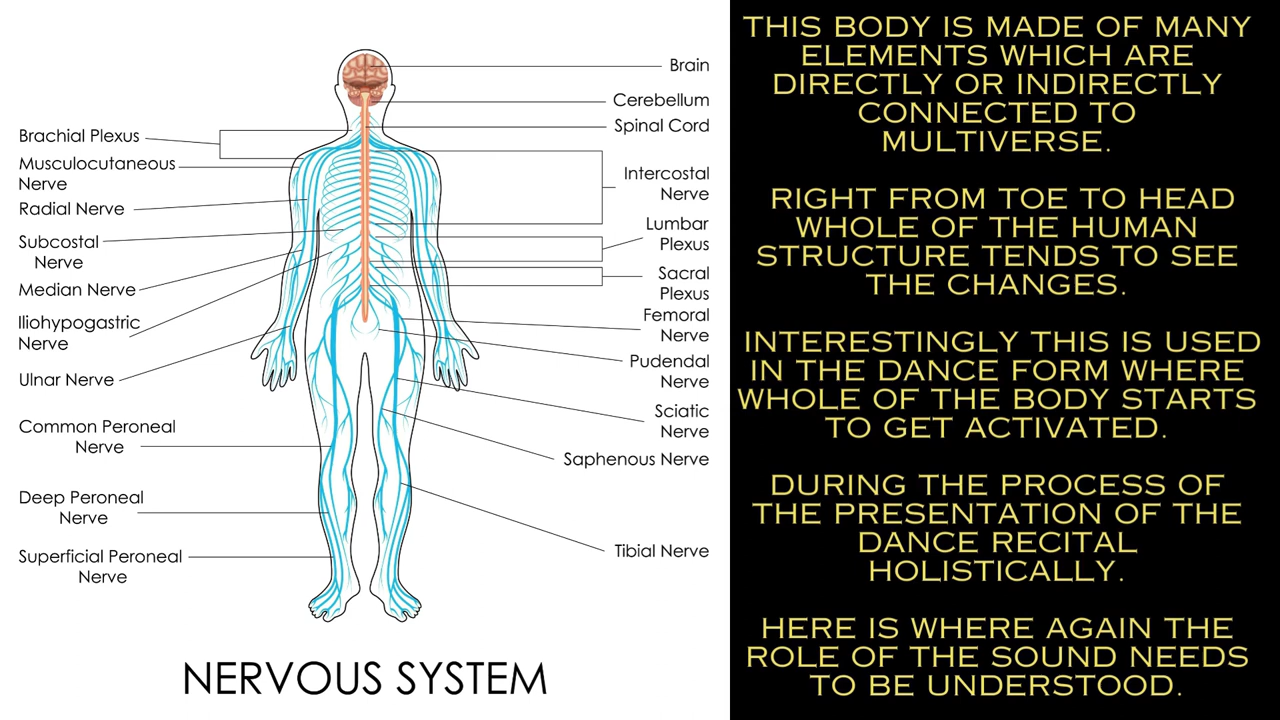 Brain
Cerebellum
Spinal Cord
Brachial Plexus
Musculocutaneous
Nerve
Radial Nerve
Subcostal
Nerve
Median Nerve
Iliohypogastric
Nerve
Ulnar Nerve
Common Peroneal
Nerve
Deep Peroneal
Nerve
Superficial Peroneal
Nerve
Intercostal
Nerve
Lumbar
Plexus
Sacral
Plexus
Femoral
Nerve
Pudendal
Nerve
Sciatic
Nerve
Saphenous Nerve
Tibial Nerve
NERVOUS SYSTEM
THIS BODY IS MADE OF MANY
ELEMENTS WHICH ARE
DIRECTLY OR INDIRECTLY
CONNECTED TO
MULTIVERSE.
RIGHT FROM TOE TO HEAD
WHOLE OF THE HUMAN
STRUCTURE TENDS TO SEE
THE CHANGES.
INTERESTINGLY THIS IS USED
IN THE DANCE FORM WHERE
WHOLE OF THE BODY STARTS
TO GET ACTIVATED.
DURING THE PROCESS OF
THE PRESENTATION OF THE
DANCE RECITAL
HOLISTICALLY.
HERE IS WHERE AGAIN THE
ROLE OF THE SOUND NEEDS
TO BE UNDERSTOOD.